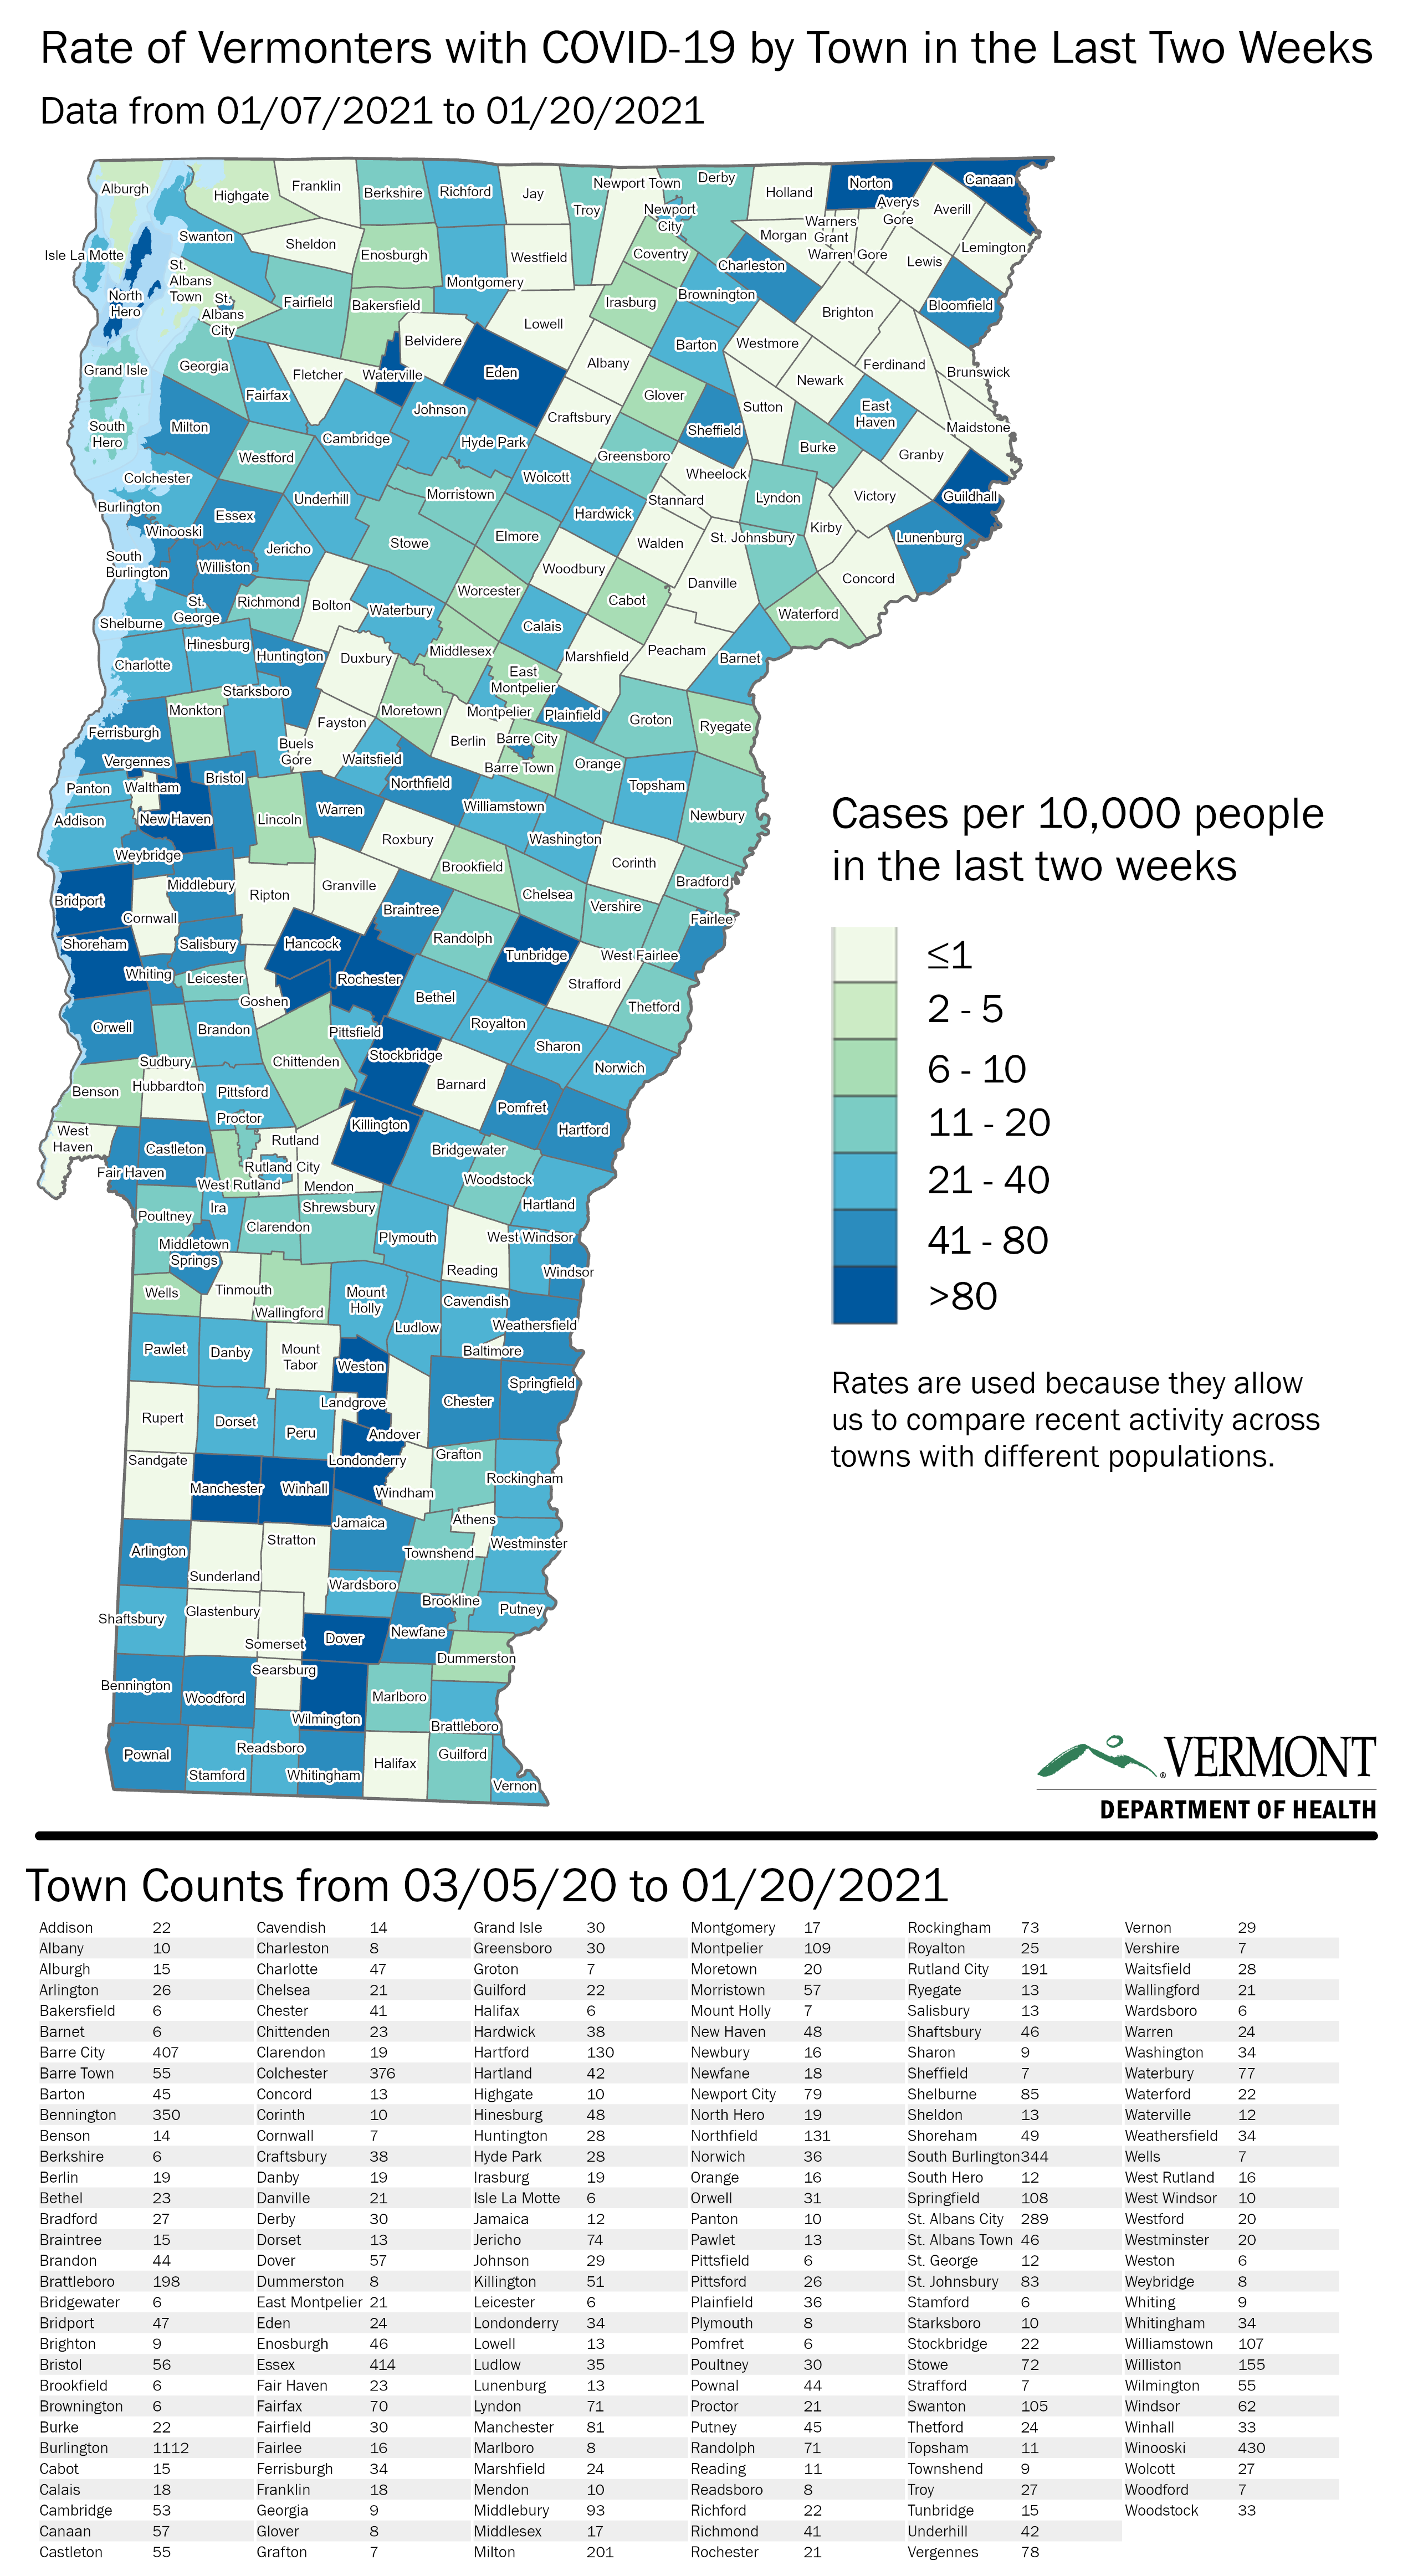 Rate of Vermonters with COVID-19 by Town in the Last Two Weeks
Data from 01/07/2021 to 01/20/2021
Alburgh
Highgate
Franklin
Berkshire
Richford
Jay
Newport Town
Troy
Derby
Newport
City
Holland
Norton
Canaan
Averys
Gore
Averill
Warners
Grant
Morgan
Warren Gore
Lemington
Lewis
Isle La Motte
Swanton
Sheldon
Enosburgh
Montgomery
Westfield
Coventry
Charleston
Brownington
Bloomfield
St.
Albans
Town
North
Hero
St.
Albans
City
Fairfield
Bakersfield
Lowell
Irasburg
Brighton
Belvidere
Barton
Westmore
Ferdinand
Brunswick
Grand Isle
Georgia
Fletcher
Waterville
Eden
Albany
Newark
Fairfax
Johnson
Craftsbury
Glover
Sutton
East
Haven
Maidstone
South
Hero
Milton
Cambridge
Hyde Park
Sheffield
Burke
Granby
Westford
Greensboro
Wheelock
Colchester
Underhill
Morristown
Wolcott
Stannard
Lyndon
Victory
Guildhall
Burlington
Essex
Hardwick
Kirby
Winooski
Jericho
Stowe
Elmore
Walden
St. Johnsbury
Lunenburg
South
Burlington
Williston
Woodbury
Danville
Concord
St.
George
Richmond
Bolton
Waterbury
Worcester
Cabot
Waterford
Shelburne
Calais
Hinesburg
Huntington
Duxbury
Middlesex
Marshfield
Peacham
Barnet
Charlotte
East
Montpelier
Starksboro
Monkton
Moretown
Montpelier
Plainfield
Groton
Ryegate
Ferrisburgh
Fayston
Berlin
Barre City
Buels
Gore
Waitsfield
Barre Town
Orange
Vergennes
Panton
Waltham
Bristol
Northfield
Topsham
Addison
New Haven
Lincoln
Warren
Williamstown
Newbury
Washington
Weybridge
Roxbury
Brookfield
Corinth
Middlebury
Ripton
Granville
Chelsea
Bradford
Bridport
Cornwall
Braintree
Vershire
Fairlee
Shoreham
Salisbury
Hancock
Randolph
Tunbridge
West Fairlee
Whiting
Leicester
Rochester
Strafford
Goshen
Bethel
Thetford
Orwell
Brandon
Pittsfield
Royalton
Sudbury
Chittenden
Stockbridge
Sharon
Norwich
Benson
Hubbardton
Pittsford
Barnard
Pomfret
Proctor
Killington
Hartford
West
Haven
Castleton
Rutland
Bridgewater
Fair Haven
Rutland City
West Rutland
Mendon
Woodstock
Poultney
Ira
Shrewsbury
Hartland
Clarendon
Middletown
Springs
Plymouth
West Windsor
Reading
Windsor
Wells
Tinmouth
Wallingford
Mount
Holly
Cavendish
Ludlow
Weathersfield
Pawlet
Danby
Mount
Tabor
Weston
Baltimore
Springfield
Rupert
Landgrove
Chester
Dorset
Peru
Andover
Sandgate
Londonderry
Grafton
Manchester
Winhall
Windham
Rockingham
Jamaica
Athens
Arlington
Stratton
Townshend
Westminster
Sunderland
Wardsboro
Shaftsbury
Glastenbury
Brookline
Putney
Somerset
Dover
Newfane
Dummerston
Searsburg
Bennington
Woodford
Marlboro
Wilmington
Brattleboro
Pownal
Readsboro
Halifax
Guilford
Stamford
Whitingham
Vernon
Cases per 10,000 people
in the last two weeks
≤1
2 - 5
6 - 10
11 - 20
21 - 40
41 - 80
>80
Rates are used because they allow
us to compare recent activity across
towns with different populations.
®VERMONT
DEPARTMENT OF HEALTH
Town Counts from 03/05/20 to 01/20/2021
Addison 22 Cavendish 14 Grand Isle 30 Montgomery 17 Rockingham 73 Vernon 29
Albany 10 Charleston 8 Greensboro 30 Montpelier 109 Royalton 25 Vershire 7
Alburgh 15 Charlotte 47 Groton 7 Moretown 20 Rutland City 191 Waitsfield 28
Arlington 26 Chelsea 21 Guilford 22 Morristown 57 Ryegate 13 Wallingford 21
Bakersfield 6 Chester 41 Halifax 6 Mount Holly 7 Salisbury 13 Wardsboro 6
Barnet 6 Chittenden 23 Hardwick 38 New Haven 48 Shaftsbury 46 Warren 24
Barre City 407 Clarendon 19 Hartford 130 Newbury 16 Sharon 9 Washington 34
Barre Town 55 Colchester 376 Hartland 42 Newfane 18 Sheffield 7 Waterbury 77
Barton 45 Concord 13 Highgate 10 Newport City 79 Shelburne 85 Waterford 22
Bennington 350 Corinth 10 Hinesburg 48 North Hero 19 Sheldon 13 Waterville 12
Benson 14 Cornwall 7 Huntington 28 Northfield 131 Shoreham 49 Weathersfield 34
Berkshire 6 Craftsbury 38 Hyde Park 28 Norwich 36 South Burlington344 Wells 7
Berlin 19 Danby 19 Irasburg 19 Orange 16 South Hero 12 West Rutland 16
Bethel 23 Danville 21 Isle La Motte 6 Orwell 31 Springfield 108 West Windsor 10
Bradford 27 Derby 30 Jamaica 12 Panton 10 St. Albans City 289 Westford 20
Braintree 15 Dorset 13 Jericho 74 Pawlet 13 St. Albans Town 46 Westminster 20
Brandon 44 Dover 57 Johnson 29 Pittsfield 6 St. George 12 Weston 6
Brattleboro 198 Dummerston 8 Killington 51 Pittsford 26 St. Johnsbury 83 Weybridge 8
Bridgewater 6 East Montpelier 21 Leicester 6 Plainfield 36 Stamford 6 Whiting 9
Bridport 47 Eden 24 Londonderry 34 Plymouth 8 Starksboro 10 Whitingham 34
Brighton 9 Enosburgh 46 Lowell 13 Pomfret 6 Stockbridge 22 Williamstown 107
Bristol 56 Essex 414 Ludlow 35 Poultney 30 Stowe 72 Williston 155
Brookfield 6 Fair Haven 23 Lunenburg 13 Pownal 44 Strafford 7 Wilmington 55
Brownington 6 Fairfax 70 Lyndon 71 Proctor 21 Swanton 105 Windsor 62
Burke 22 Fairfield 30 Manchester 81 Putney 45 Thetford 24 Winhall 33
Burlington 1112 Fairlee 16 Marlboro 8 Randolph 71 Topsham 11 Winooski 430
Cabot 15 Ferrisburgh 34 Marshfield 24 Reading 11 Townshend 9 Wolcott 27
Calais 18 Franklin 18 Mendon 10 Readsboro 8 Troy 27 Woodford 7
Cambridge 53 Georgia 9 Middlebury 93 Richford 22 Tunbridge 15 Woodstock 33
Canaan 57 Glover 8 Middlesex 17 Richmond 41 Underhill 42
Castleton 55 Grafton 7 Milton 201 Rochester 21 Vergennes 78